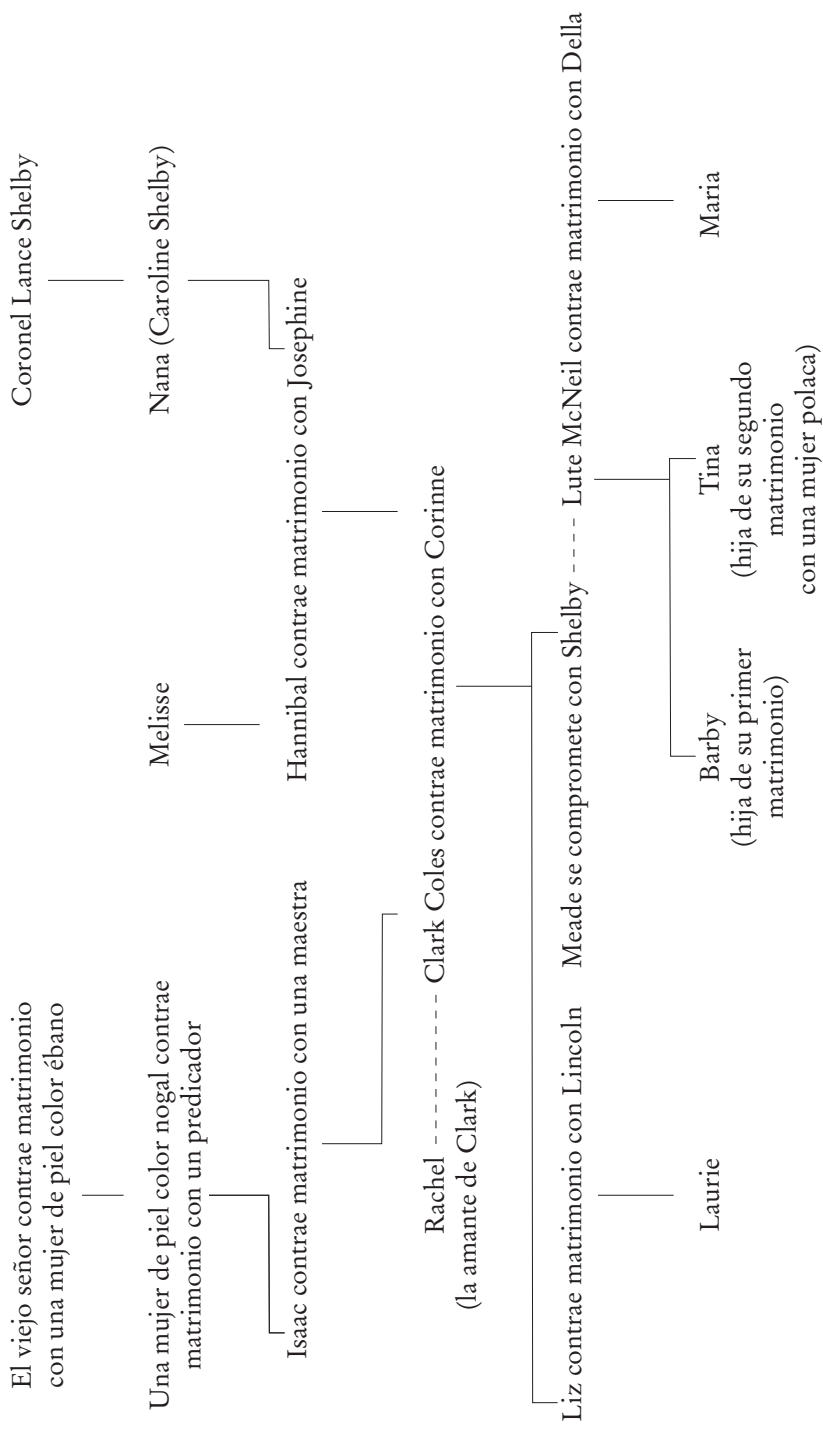 El viejo señor contrae matrimonio
con una mujer de piel color ébano
Coronel Lance Shelby
Una mujer de piel color nogal contrae
matrimonio con un predicador
Melisse
Nana (Caroline Shelby)
Isaac contrae matrimonio con una maestra
Hannibal contrae matrimonio con Josephine
Rachel
(la amante de Clark)
Clark Coles contrae matrimonio con Corinne
Liz contrae matrimonio con Lincoln
Meade se compromete con Shelby
Lute McNeil contrae matrimonio con Della
Laurie
Barby
(hija de su primer
matrimonio)
Tina
(hija de su segundo
matrimonio
con una mujer polaca)
Maria